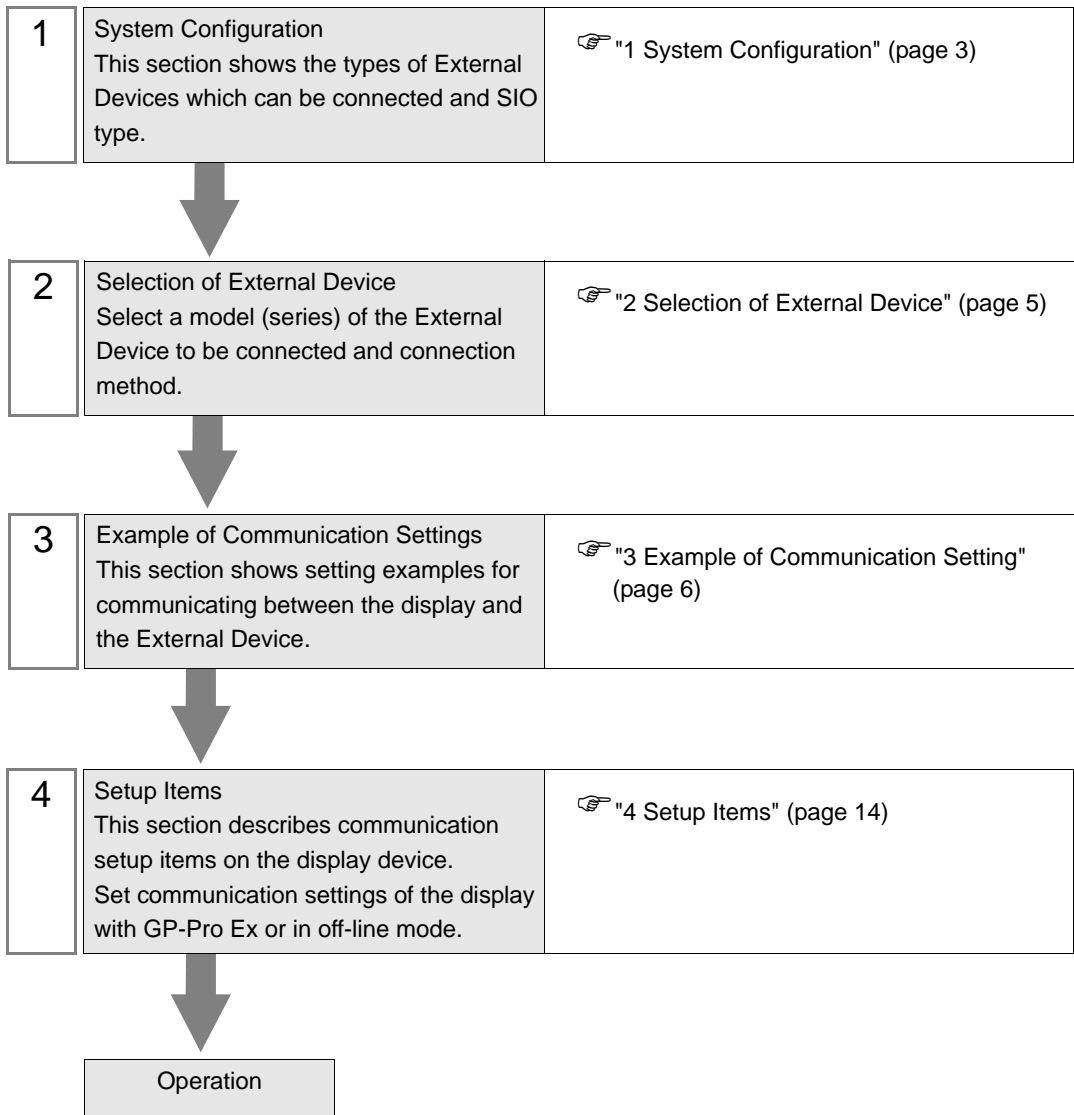 1
System Configuration
This section shows the types of External
Devices which can be connected and SIO
type.
"1 System Configuration" (page 3)
2
Selection of External Device
Select a model (series) of the External
Device to be connected and connection
method.
"2 Selection of External Device" (page 5)
3
Example of Communication Settings
This section shows setting examples for
communicating between the display and
the External Device.
"3 Example of Communication Setting"
(page 6)
4
Setup Items
This section describes communication
setup items on the display device.
Set communication settings of the display
with GP-Pro Ex or in off-line mode.
"4 Setup Items" (page 14)
Operation